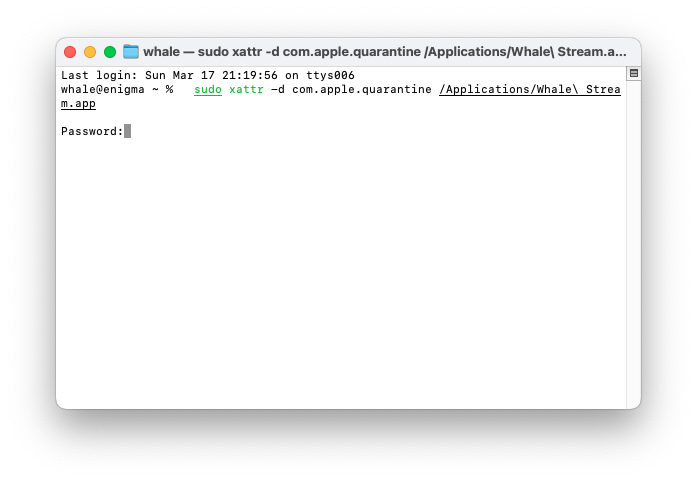 whale — sudo xattr -d com.apple.quarantine /Applications/Whale\ Stream.a...
Last login: Sun Mar 17 21:19:56 on ttys006
whale@enigma ~ %   sudo xattr -d com.apple.quarantine /Applications/Whale\ Strea
m.app
Password: